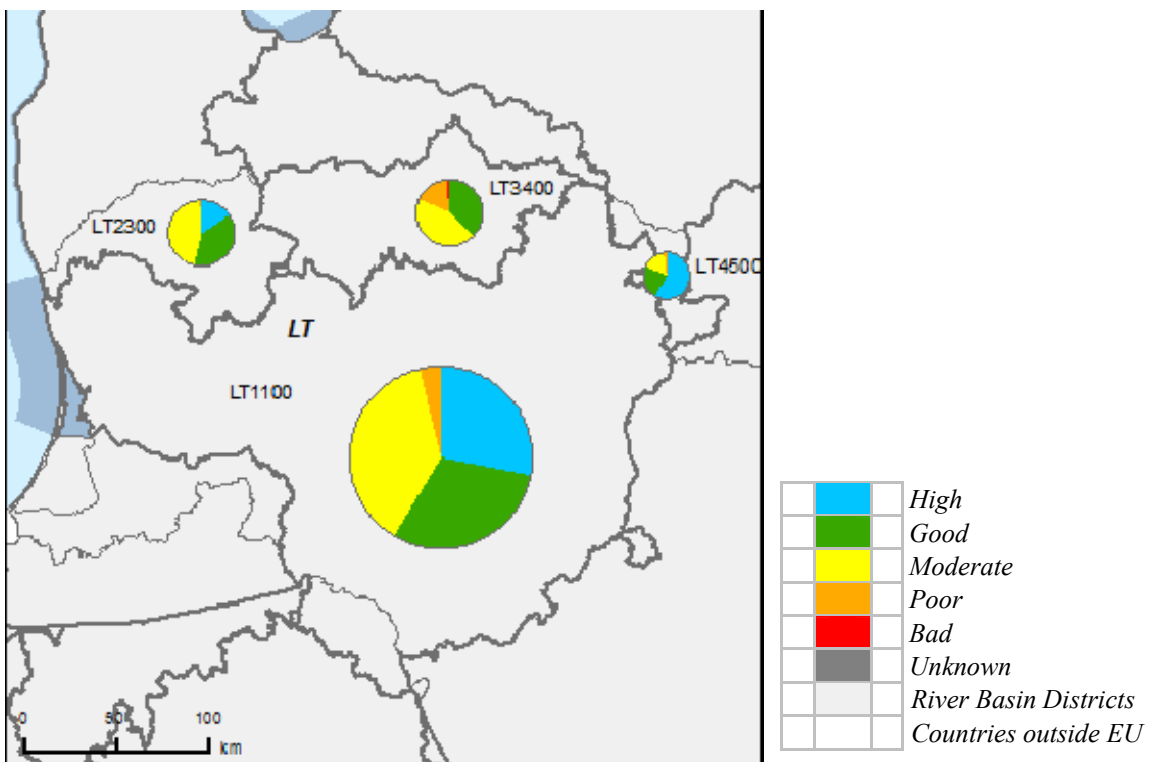 LT3400
LT2300
LT450C
LT
LT1100
0 50 100
km
High
Good
Moderate
Poor
Bad
Unknown
River Basin Districts
Countries outside EU